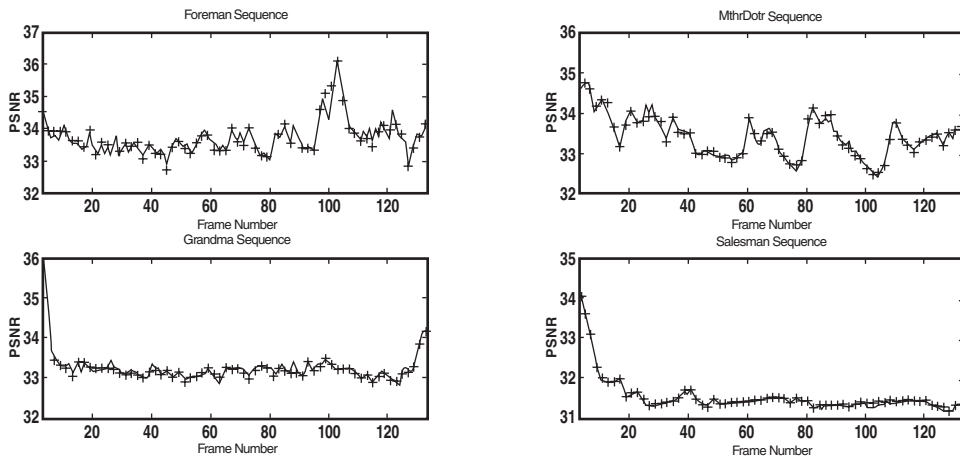 Foreman Sequence
37
36
35
34
33
32
PSNR
20 40 60 80 100 120
Frame Number
MthrDotr Sequence
36
35
34
33
32
PSNR
20 40 60 80 100 120
Frame Number
Grandma Sequence
36
35
34
33
32
PSNR
20 40 60 80 100 120
Frame Number
Salesman Sequence
35
34
33
32
31
PSNR
20 40 60 80 100 120
Frame Number